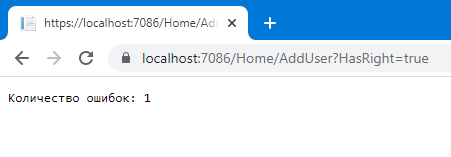 https://localhost:7086/Home/Add
localhost:7086/Home/AddUser?HasRight=true
Количество ошибок: 1